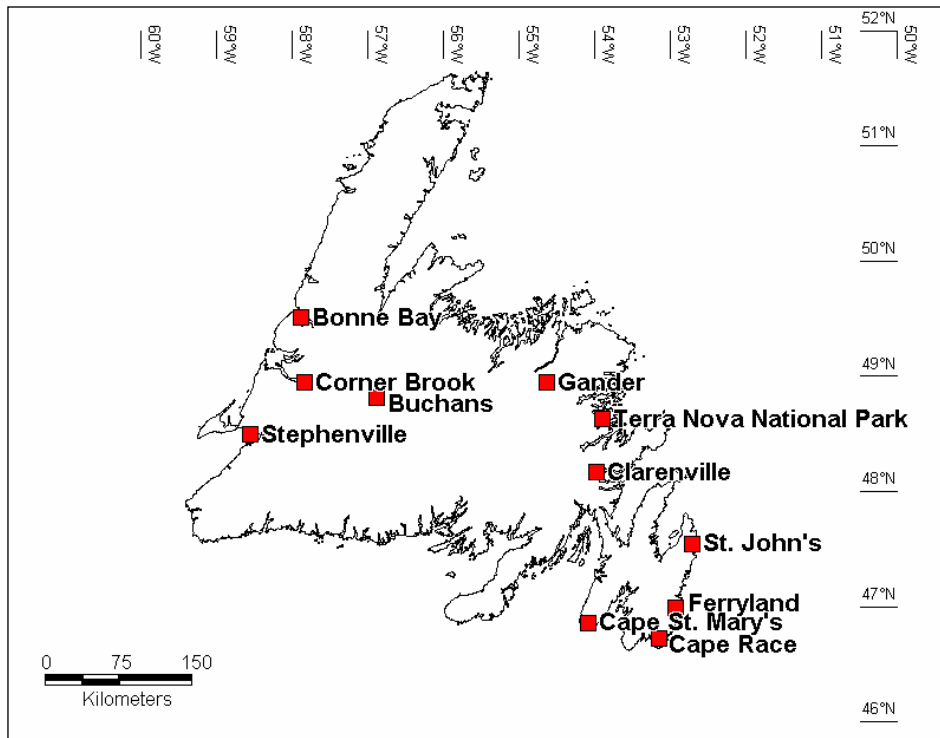 60°W 59°W 58°W 57°W 56°W 55°W 54°W 53°W 52°W 51°W 50°W
52°N
51°N
50°N
Bonne Bay
49°N
Corner Brook
Gander
Buchans
Terra Nova National Park
Stephenville
Clarenville
48°N
St. John's
Ferryland
47°N
Cape St. Mary's
Cape Race
0 75 150
Kilometers
46°N